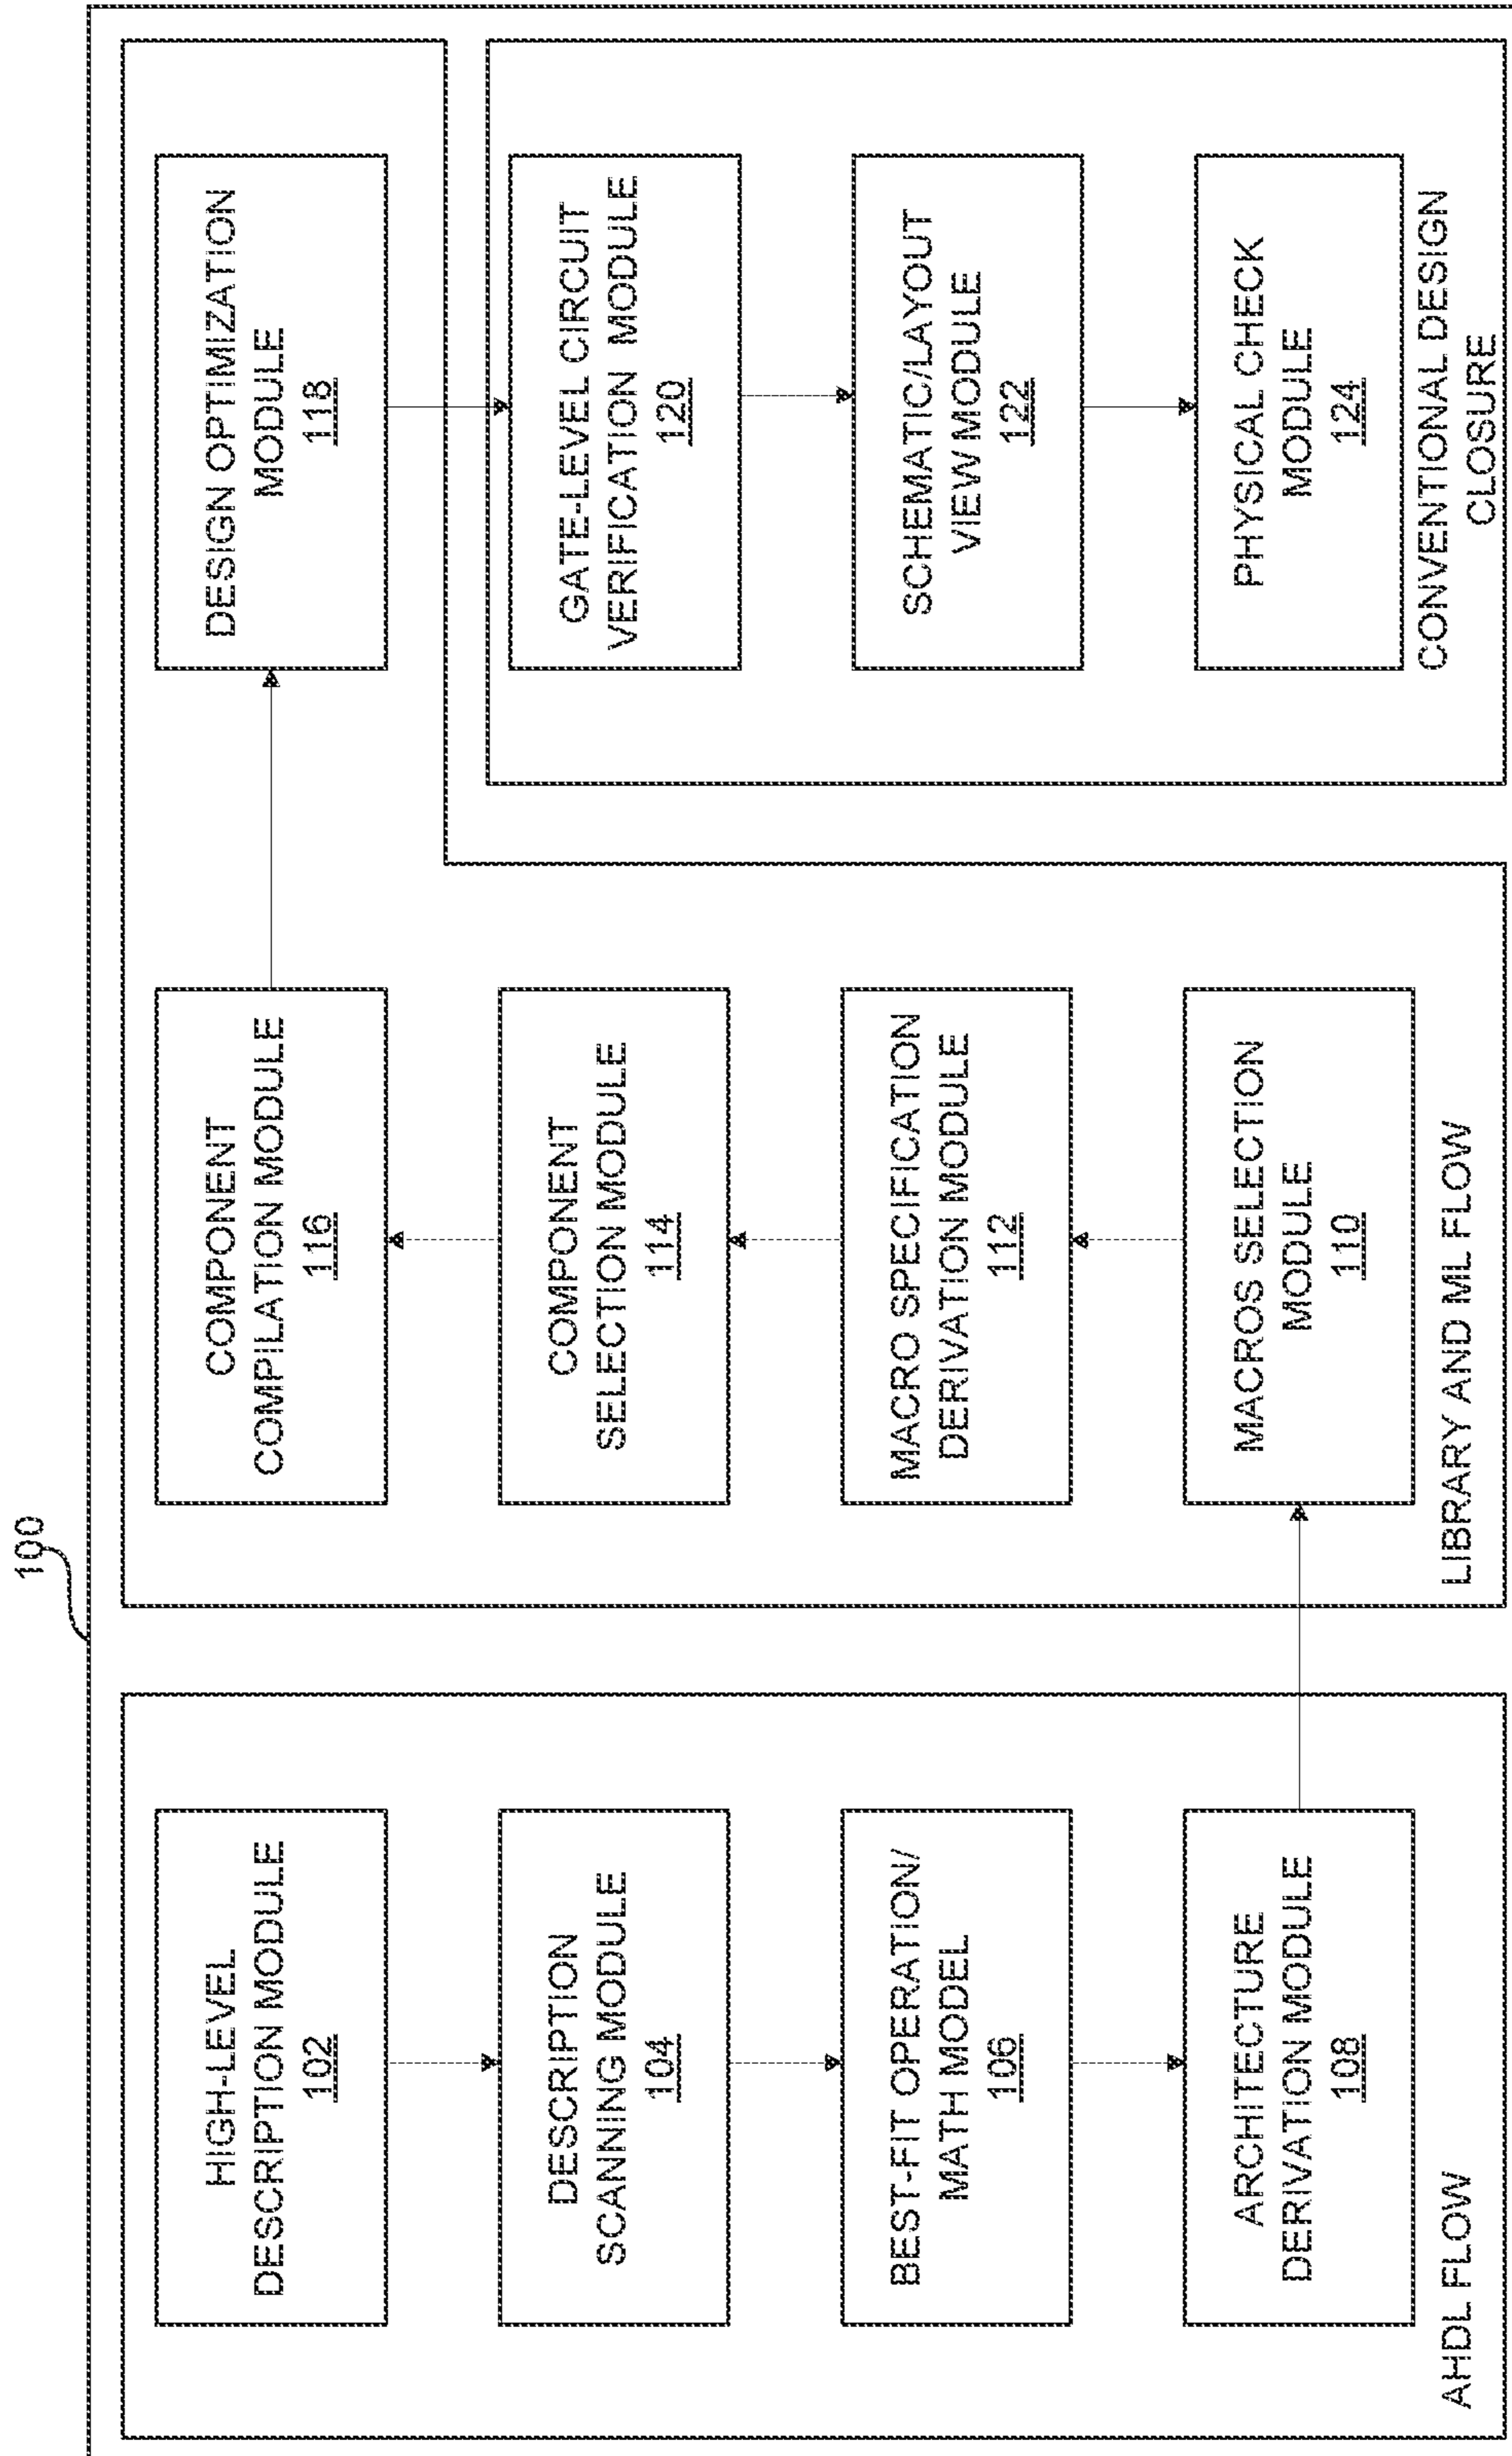 100
HIGH-LEVEL
DESCRIPTION MODULE
102
DESCRIPTION
SCANNING MODULE
104
BEST-FIT OPERATION/
MATH MODEL
106
ARCHITECTURE
DERIVATION MODULE
108
AHDL FLOW
COMPONENT
COMPILATION MODULE
116
COMPONENT
SELECTION MODULE
114
MACRO SPECIFICATION
DERIVATION MODULE
112
MACROS SELECTION
MODULE
110
LIBRARY AND ML FLOW
DESIGN OPTIMIZATION
MODULE
118
GATE-LEVEL CIRCUIT
VERIFICATION MODULE
120
SCHEMATIC/LAYOUT
VIEW MODULE
122
PHYSICAL CHECK
MODULE
124
CONVENTIONAL DESIGN
CLOSURE